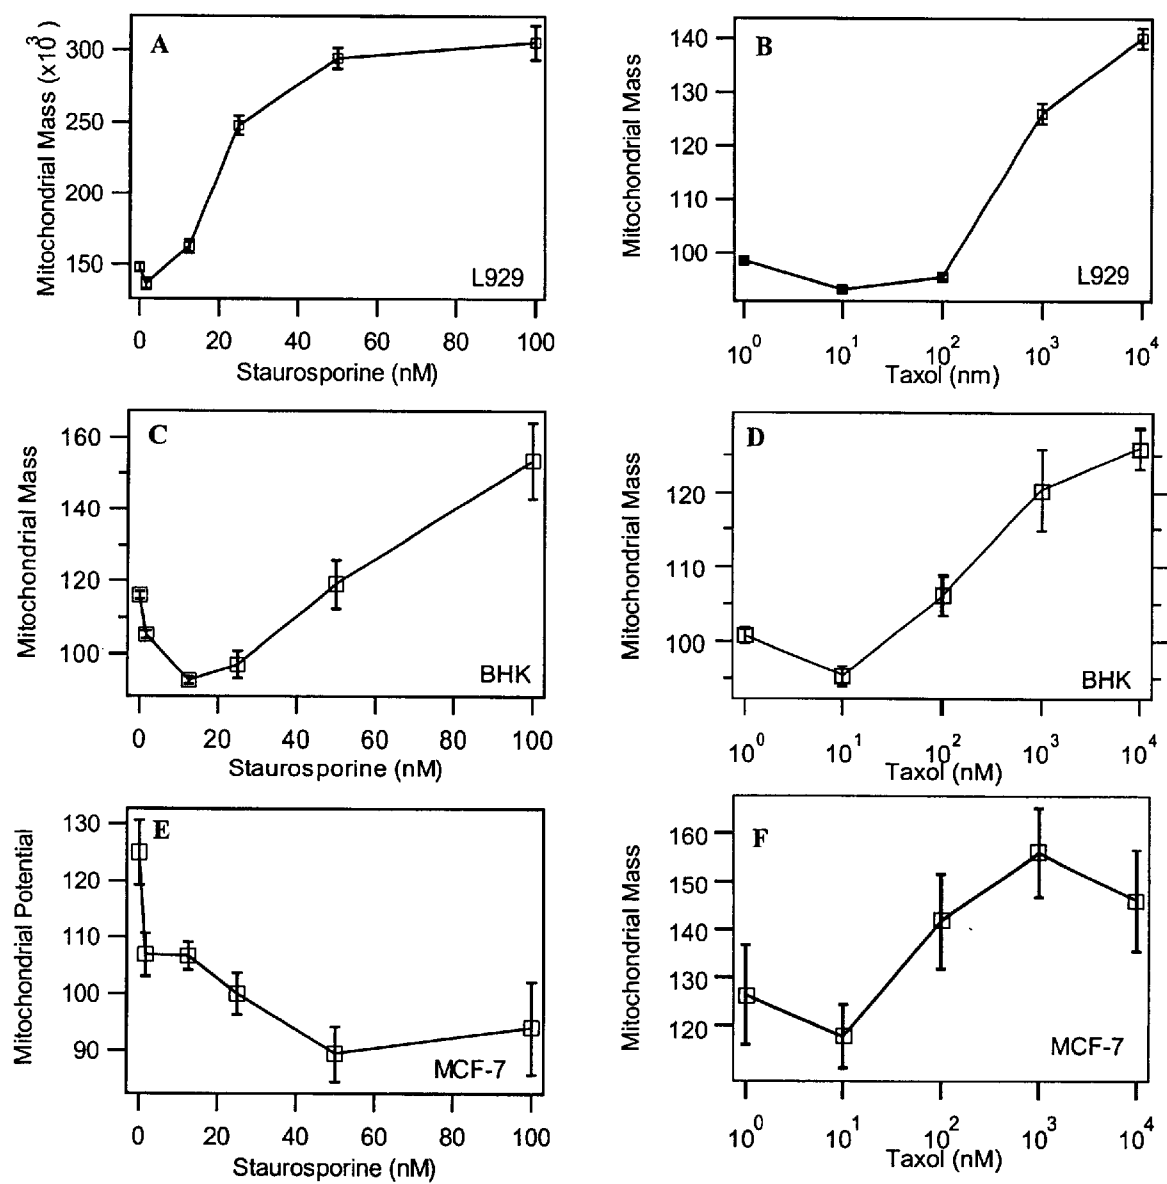 A
Mitochondrial Mass (x10³)
300
250
200
150
L929
0 20 40 60 80 100
Staurosporine (nM)
B
Mitochondrial Mass
140
130
120
110
100
L929
10⁰ 10¹ 10² 10³ 10⁴
Taxol (nm)
C
Mitochondrial Mass
160
140
120
100
BHK
0 20 40 60 80 100
Staurosporine (nM)
D
Mitochondrial Mass
120
110
100
BHK
10⁰ 10¹ 10² 10³ 10⁴
Taxol (nM)
E
Mitochondrial Potential
130
120
110
100
90
MCF-7
0 20 40 60 80 100
Staurosporine (nM)
F
Mitochondrial Mass
160
150
140
130
120
MCF-7
10⁰ 10¹ 10² 10³ 10⁴
Taxol (nM)